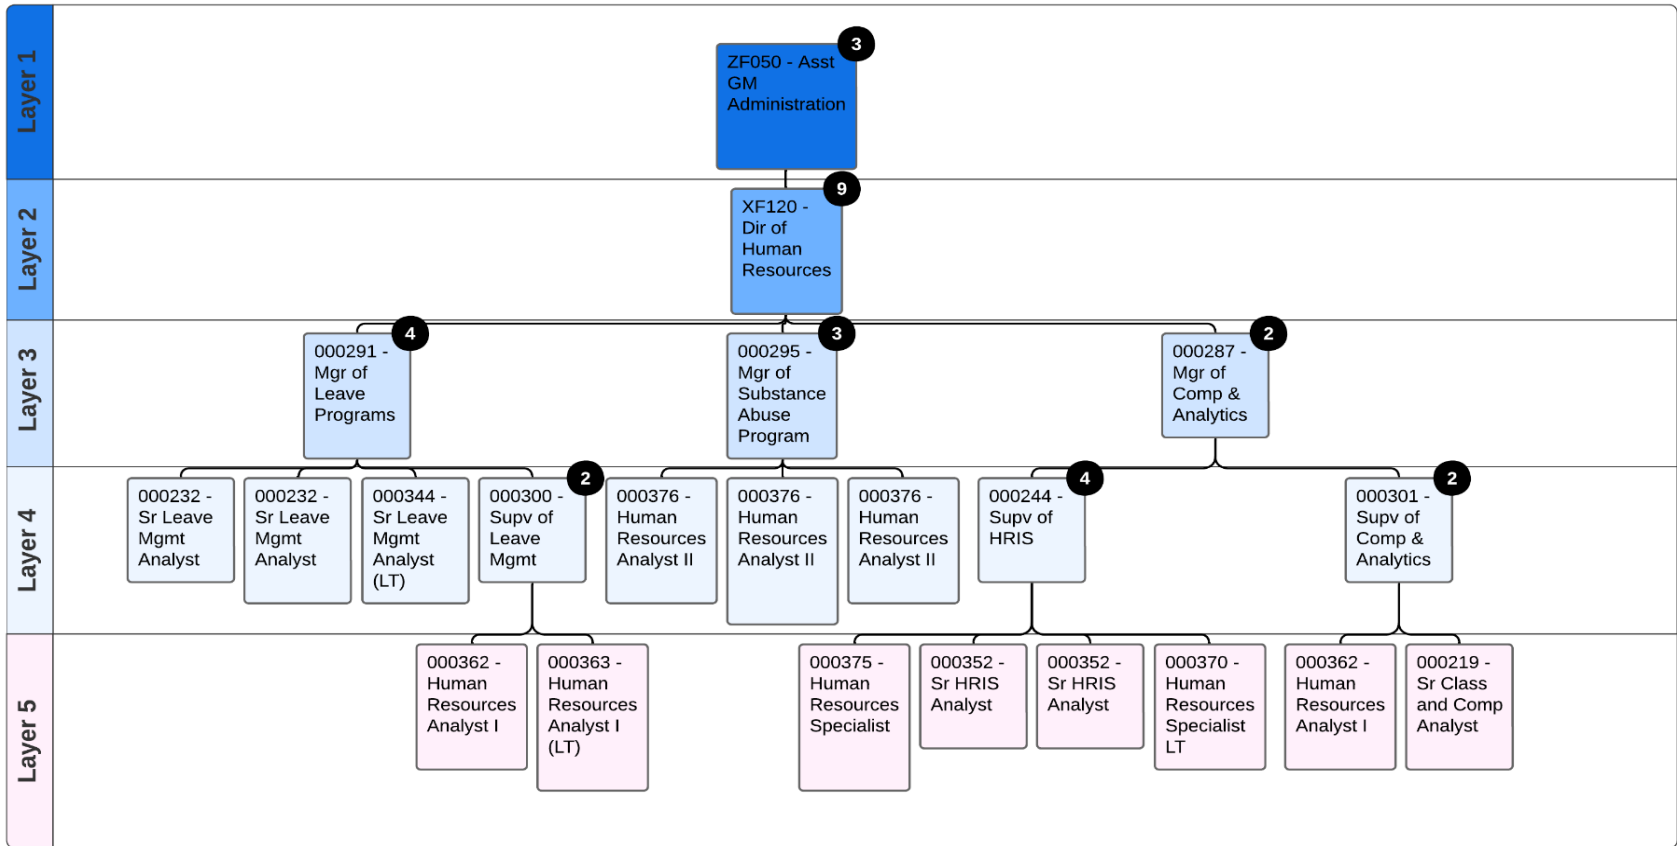 Layer 1
3
ZF050 - Asst
GM
Administration
Layer 2
9
XF120 -
Dir of
Human
Resources
Layer 3
4
000291 -
Mgr of
Leave
Programs
3
000295 -
Mgr of
Substance
Abuse
Program
2
000287 -
Mgr of
Comp &
Analytics
Layer 4
000232 -
Sr Leave
Mgmt
Analyst
000232 -
Sr Leave
Mgmt
Analyst
000344 -
Sr Leave
Mgmt
Analyst
(LT)
2
000300 -
Supv of
Leave
Mgmt
000376 -
Human
Resources
Analyst II
000376 -
Human
Resources
Analyst II
000376 -
Human
Resources
Analyst II
4
000244 -
Supv of
HRIS
2
000301 -
Supv of
Comp &
Analytics
Layer 5
000362 -
Human
Resources
Analyst I
000363 -
Human
Resources
Analyst I
(LT)
000375 -
Human
Resources
Specialist
000352 -
Sr HRIS
Analyst
000352 -
Sr HRIS
Analyst
000370 -
Human
Resources
Specialist
LT
000362 -
Human
Resources
Analyst I
000219 -
Sr Class
and Comp
Analyst